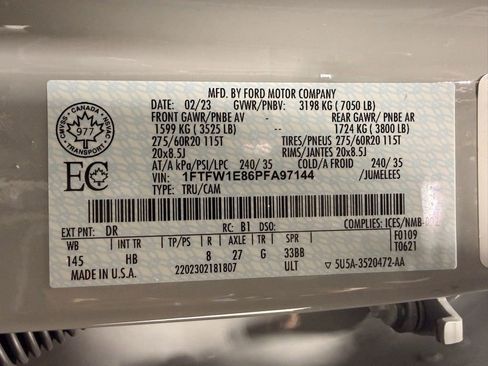 MFD. BY FORD MOTOR COMPANY
DATE: 02/23 GVWR/PNBV: 3198 KG ( 7050 LB)
FRONT GAWR/ PNBE AV - REAR GAWR/ PNBE AR
1599 KG ( 3525 LB) - 1724 KG ( 3800 LB)
275/60R20 115T TIRES/PNEUS 275/60R20 115T
20x8.5J RIMS/JANTES 20x8.5J
AT/A kPa/PSI/LPC 240/ 35 COLD/A FROID 240/ 35
VIN: 1FTFW1E86PFA97144 /JUMELEES
TYPE: TRU/CAM
CMVSS - CANADA - NSVAC
977
TRANSPORT
EC
COMPLIES: ICES/NMB-002
EXT PNT: DR RC: B1 DSO: F0109
WB INT TR TP/PS R AXLE TR SPR T0621
145 HB 8 27 G 33BB
MADE IN U.S.A. 2202302181807 ULT ▽ 5U5A-3520472-AA